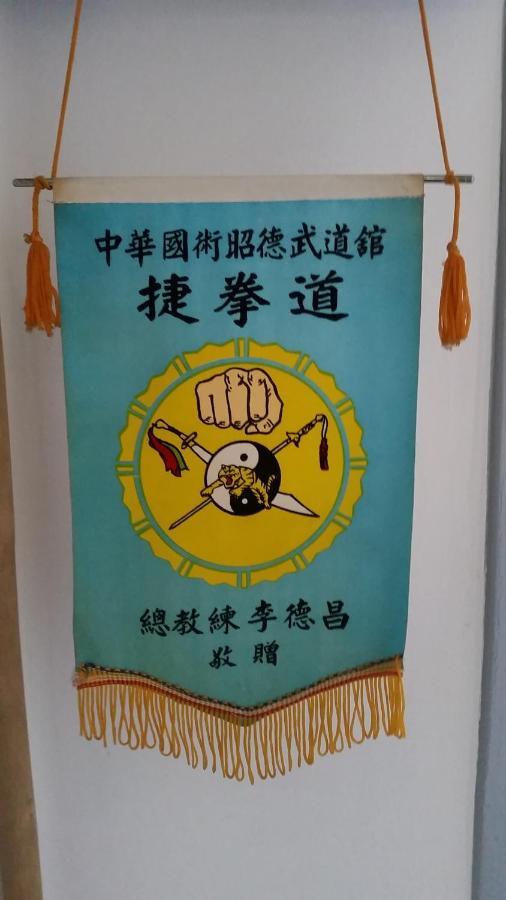 中華國術昭德武道舘
捷拳道
總教練李德昌
敬贈